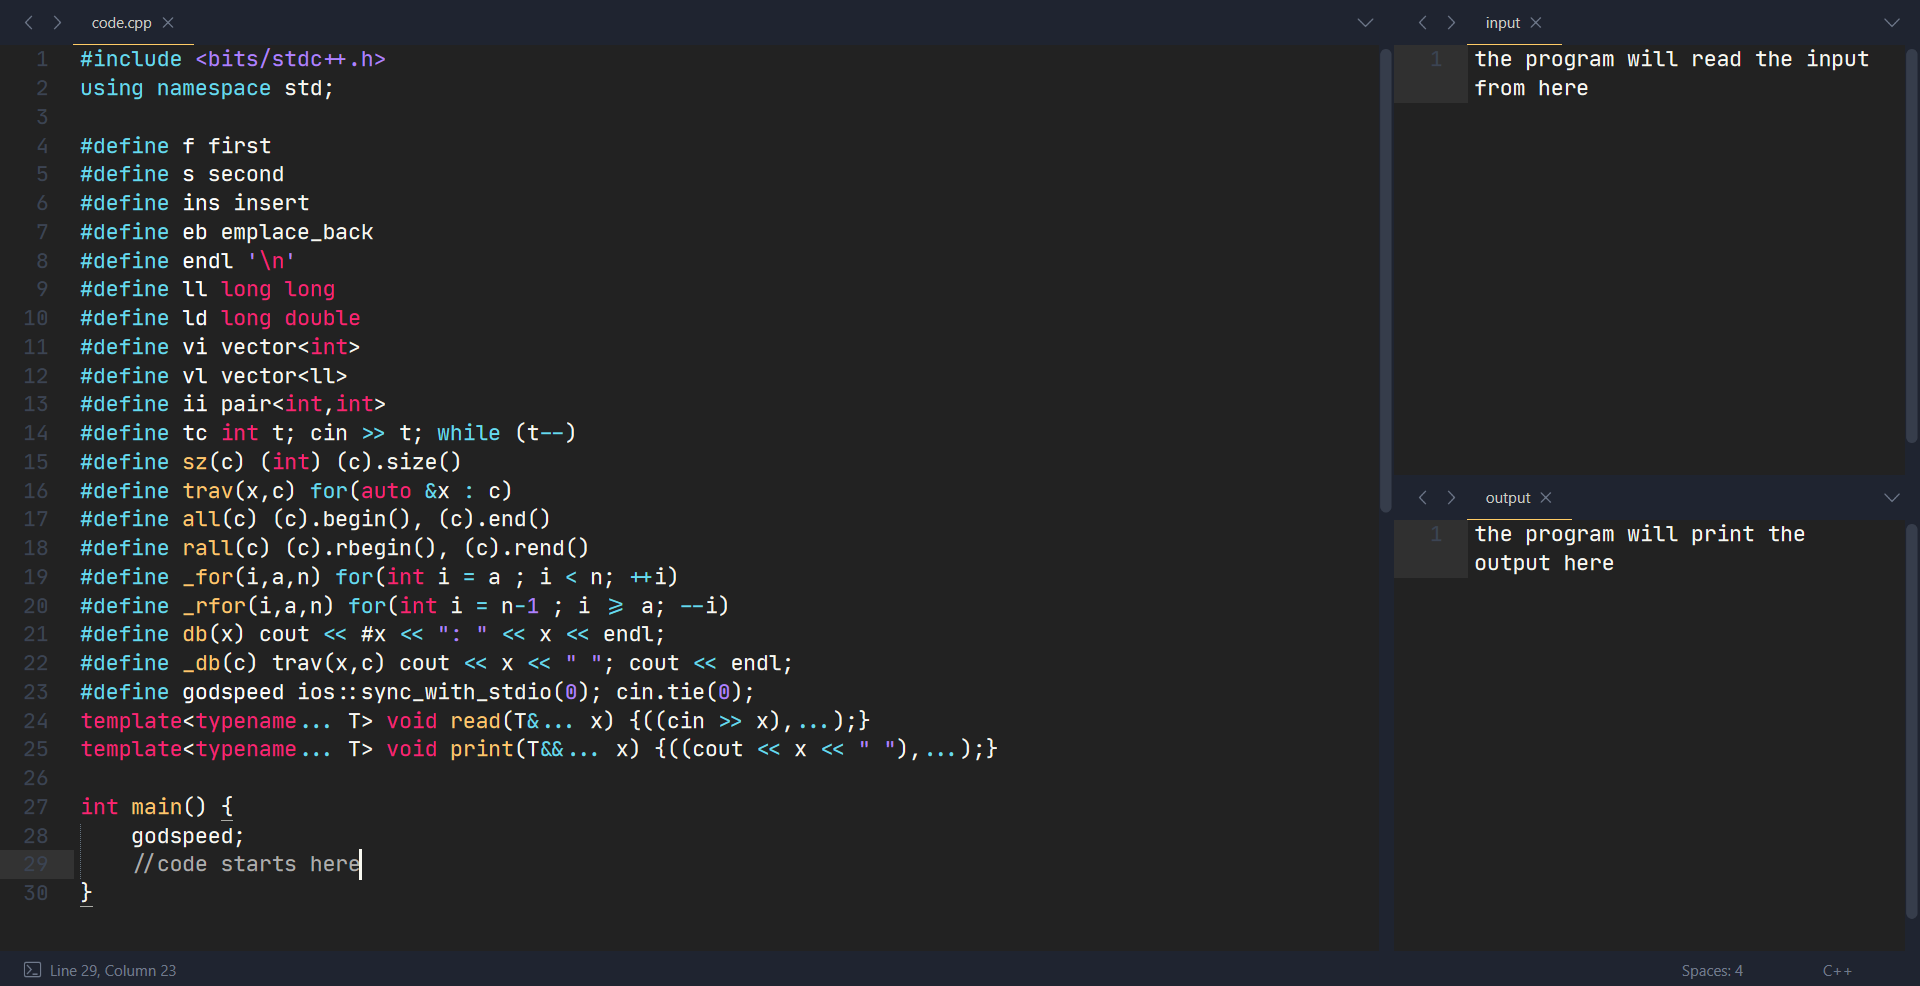 code.cpp
1 #include <bits/stdc++.h>
2 using namespace std;
3
4 #define f first
5 #define s second
6 #define ins insert
7 #define eb emplace_back
8 #define endl '\n'
9 #define ll long long
10 #define ld long double
11 #define vi vector<int>
12 #define vl vector<ll>
13 #define ii pair<int,int>
14 #define tc int t; cin >> t; while (t--)
15 #define sz(c) (int) (c).size()
16 #define trav(x,c) for(auto &x : c)
17 #define all(c) (c).begin(), (c).end()
18 #define rall(c) (c).rbegin(), (c).rend()
19 #define _for(i,a,n) for(int i = a ; i < n; ++i)
20 #define _rfor(i,a,n) for(int i = n-1 ; i >= a; --i)
21 #define db(x) cout << #x << ": " << x << endl;
22 #define _db(c) trav(x,c) cout << x << " "; cout << endl;
23 #define godspeed ios::sync_with_stdio(0); cin.tie(0);
24 template<typename... T> void read(T&... x) {((cin >> x),...);}
25 template<typename... T> void print(T&&... x) {((cout << x << " "),...);}
26
27 int main() {
28     godspeed;
29     //code starts here
30 }
input
1 the program will read the input
from here
output
1 the program will print the
output here
Line 29, Column 23
Spaces: 4
C++